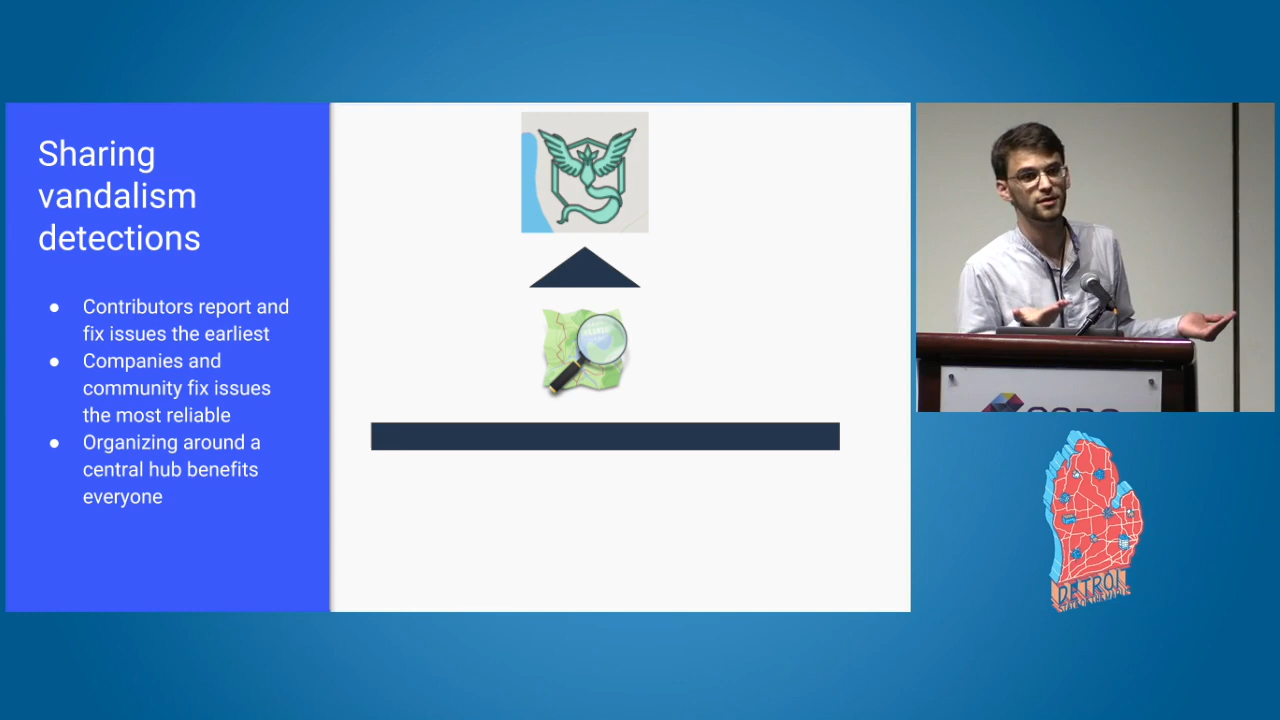 Sharing
vandalism
detections
● Contributors report and
fix issues the earliest
● Companies and
community fix issues
the most reliable
● Organizing around a
central hub benefits
everyone
DETROIT